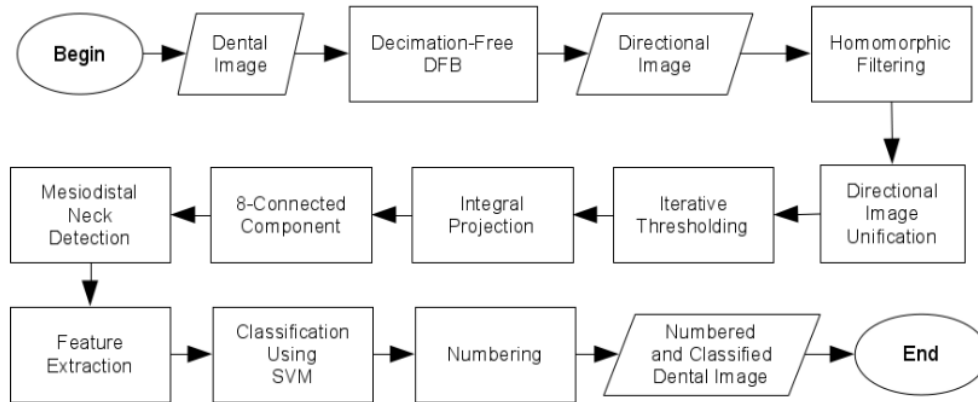 Begin
Dental
Image
Decimation-Free
DFB
Directional
Image
Homomorphic
Filtering
Directional
Image
Unification
Iterative
Thresholding
Integral
Projection
8-Connected
Component
Mesiodistal
Neck
Detection
Feature
Extraction
Classification
Using
SVM
Numbering
Numbered
and Classified
Dental Image
End